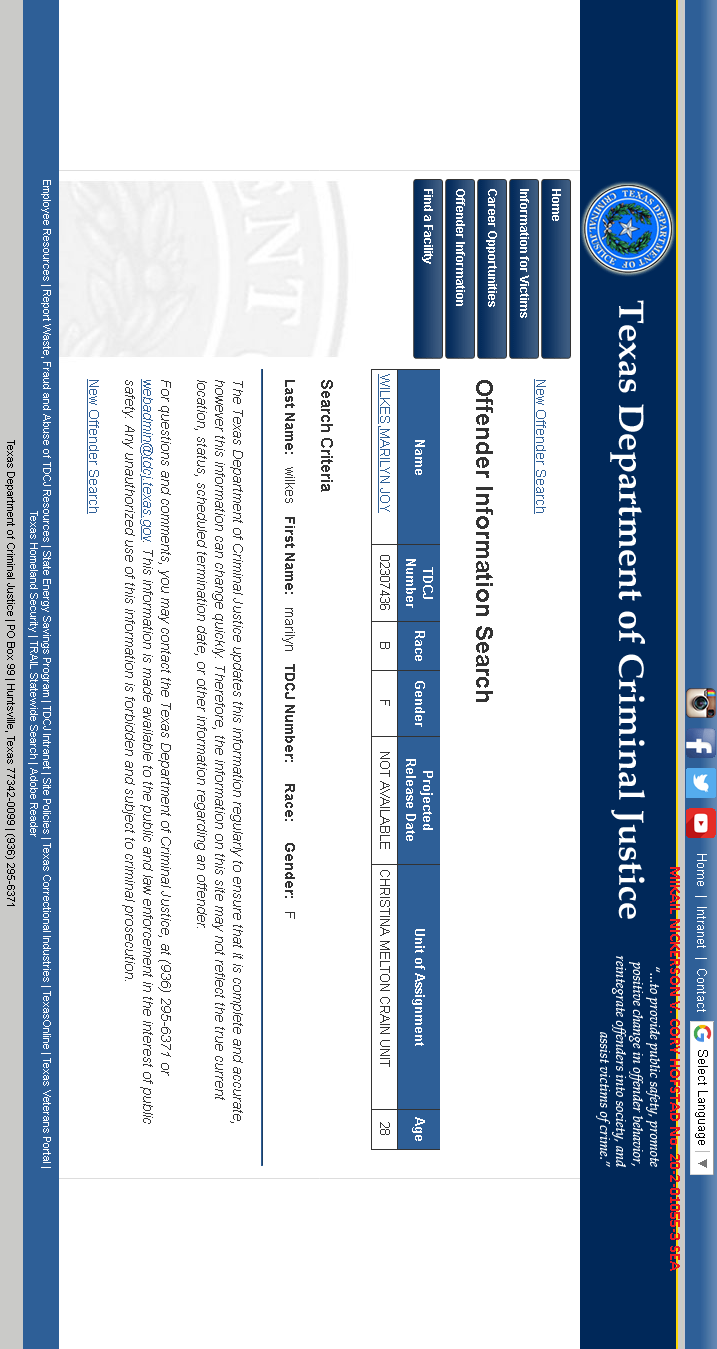 Home | Intranet | Contact
Select Language ▼
MIKAIL NICKERSON V. CORY HOFSTAD No. 20-2-01055-3 SEA
TEXAS DEPARTMENT OF CRIMINAL JUSTICE
Texas Department of Criminal Justice
"...to provide public safety, promote
positive change in offender behavior,
reintegrate offenders into society, and
assist victims of crime."
Home
Information for Victims
Career Opportunities
Offender Information
Find a Facility
ENT
New Offender Search
Offender Information Search
Name TDCJ Number Race Gender Projected Release Date Unit of Assignment Age
WILKES,MARILYN JOY 02307436 B F NOT AVAILABLE CHRISTINA MELTON CRAIN UNIT 28
Search Criteria
Last Name: wilkes First Name: marilyn TDCJ Number: Race: Gender: F
The Texas Department of Criminal Justice updates this information regularly to ensure that it is complete and accurate,
however this information can change quickly. Therefore, the information on this site may not reflect the true current
location, status, scheduled termination date, or other information regarding an offender.
For questions and comments, you may contact the Texas Department of Criminal Justice, at (936) 295-6371 or
webadmin@tdcj.texas.gov. This information is made available to the public and law enforcement in the interest of public
safety. Any unauthorized use of this information is forbidden and subject to criminal prosecution.
New Offender Search
Employee Resources | Report Waste, Fraud and Abuse of TDCJ Resources | State Energy Savings Program | TDCJ Intranet | Site Policies | Texas Correctional Industries | TexasOnline | Texas Veterans Portal |
Texas Homeland Security | TRAIL Statewide Search | Adobe Reader
Texas Department of Criminal Justice | PO Box 99 | Huntsville, Texas 77342-0099 | (936) 295-6371